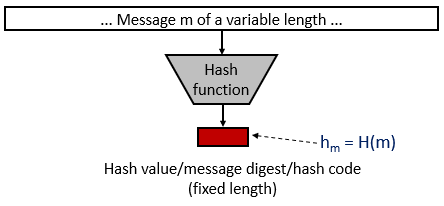 ... Message m of a variable length ...
Hash
function
hm = H(m)
Hash value/message digest/hash code
(fixed length)